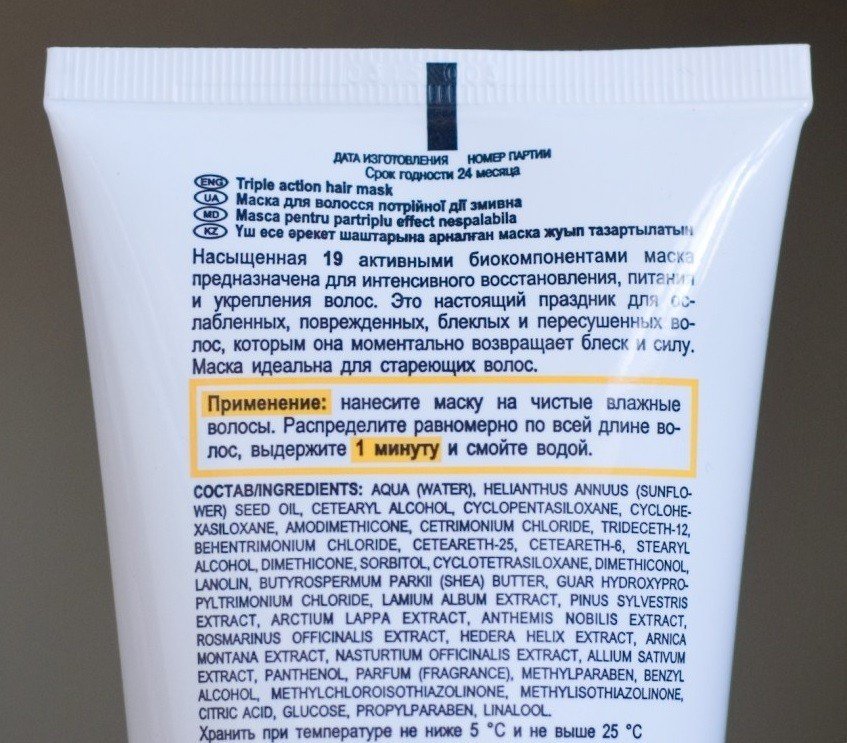 ДАТА ИЗГОТОВЛЕНИЯ НОМЕР ПАРТИИ
Срок годности 24 месяца
ENG Triple action hair mask
UA Маска для волосся потрійної дії змивна
MD Masca pentru partriplu effect nespalabila
KZ Үш есе әрекет шаштарына арналған маска жуып тазартылатын
Насыщенная 19 активными биокомпонентами маска
предназначена для интенсивного восстановления, питания
и укрепления волос. Это настоящий праздник для ос-
лабленных, поврежденных, блеклых и пересушенных во-
лос, которым она моментально возвращает блеск и силу.
Маска идеальна для стареющих волос.
Применение: нанесите маску на чистые влажные
волосы. Распределите равномерно по всей длине во-
лос, выдержите 1 минуту и смойте водой.
СОСТАВ/INGREDIENTS: AQUA (WATER), HELIANTHUS ANNUUS (SUNFLO-
WER) SEED OIL, CETEARYL ALCOHOL, CYCLOPENTASILOXANE, CYCLOHE-
XASILOXANE, AMODIMETHICONE, CETRIMONIUM CHLORIDE, TRIDECETH-12,
BEHENTRIMONIUM CHLORIDE, CETEARETH-25, CETEARETH-6, STEARYL
ALCOHOL, DIMETHICONE, SORBITOL, CYCLOTETRASILOXANE, DIMETHICONOL,
LANOLIN, BUTYROSPERMUM PARKII (SHEA) BUTTER, GUAR HYDROXYPRO-
PYLTRIMONIUM CHLORIDE, LAMIUM ALBUM EXTRACT, PINUS SYLVESTRIS
EXTRACT, ARCTIUM LAPPA EXTRACT, ANTHEMIS NOBILIS EXTRACT,
ROSMARINUS OFFICINALIS EXTRACT, HEDERA HELIX EXTRACT, ARNICA
MONTANA EXTRACT, NASTURTIUM OFFICINALIS EXTRACT, ALLIUM SATIVUM
EXTRACT, PANTHENOL, PARFUM (FRAGRANCE), METHYLPARABEN, BENZYL
ALCOHOL, METHYLCHLOROISOTHIAZOLINONE, METHYLISOTHIAZOLINONE,
CITRIC ACID, GLUCOSE, PROPYLPARABEN, LINALOOL.
Хранить при температуре не ниже 5 °C и не выше 25 °C